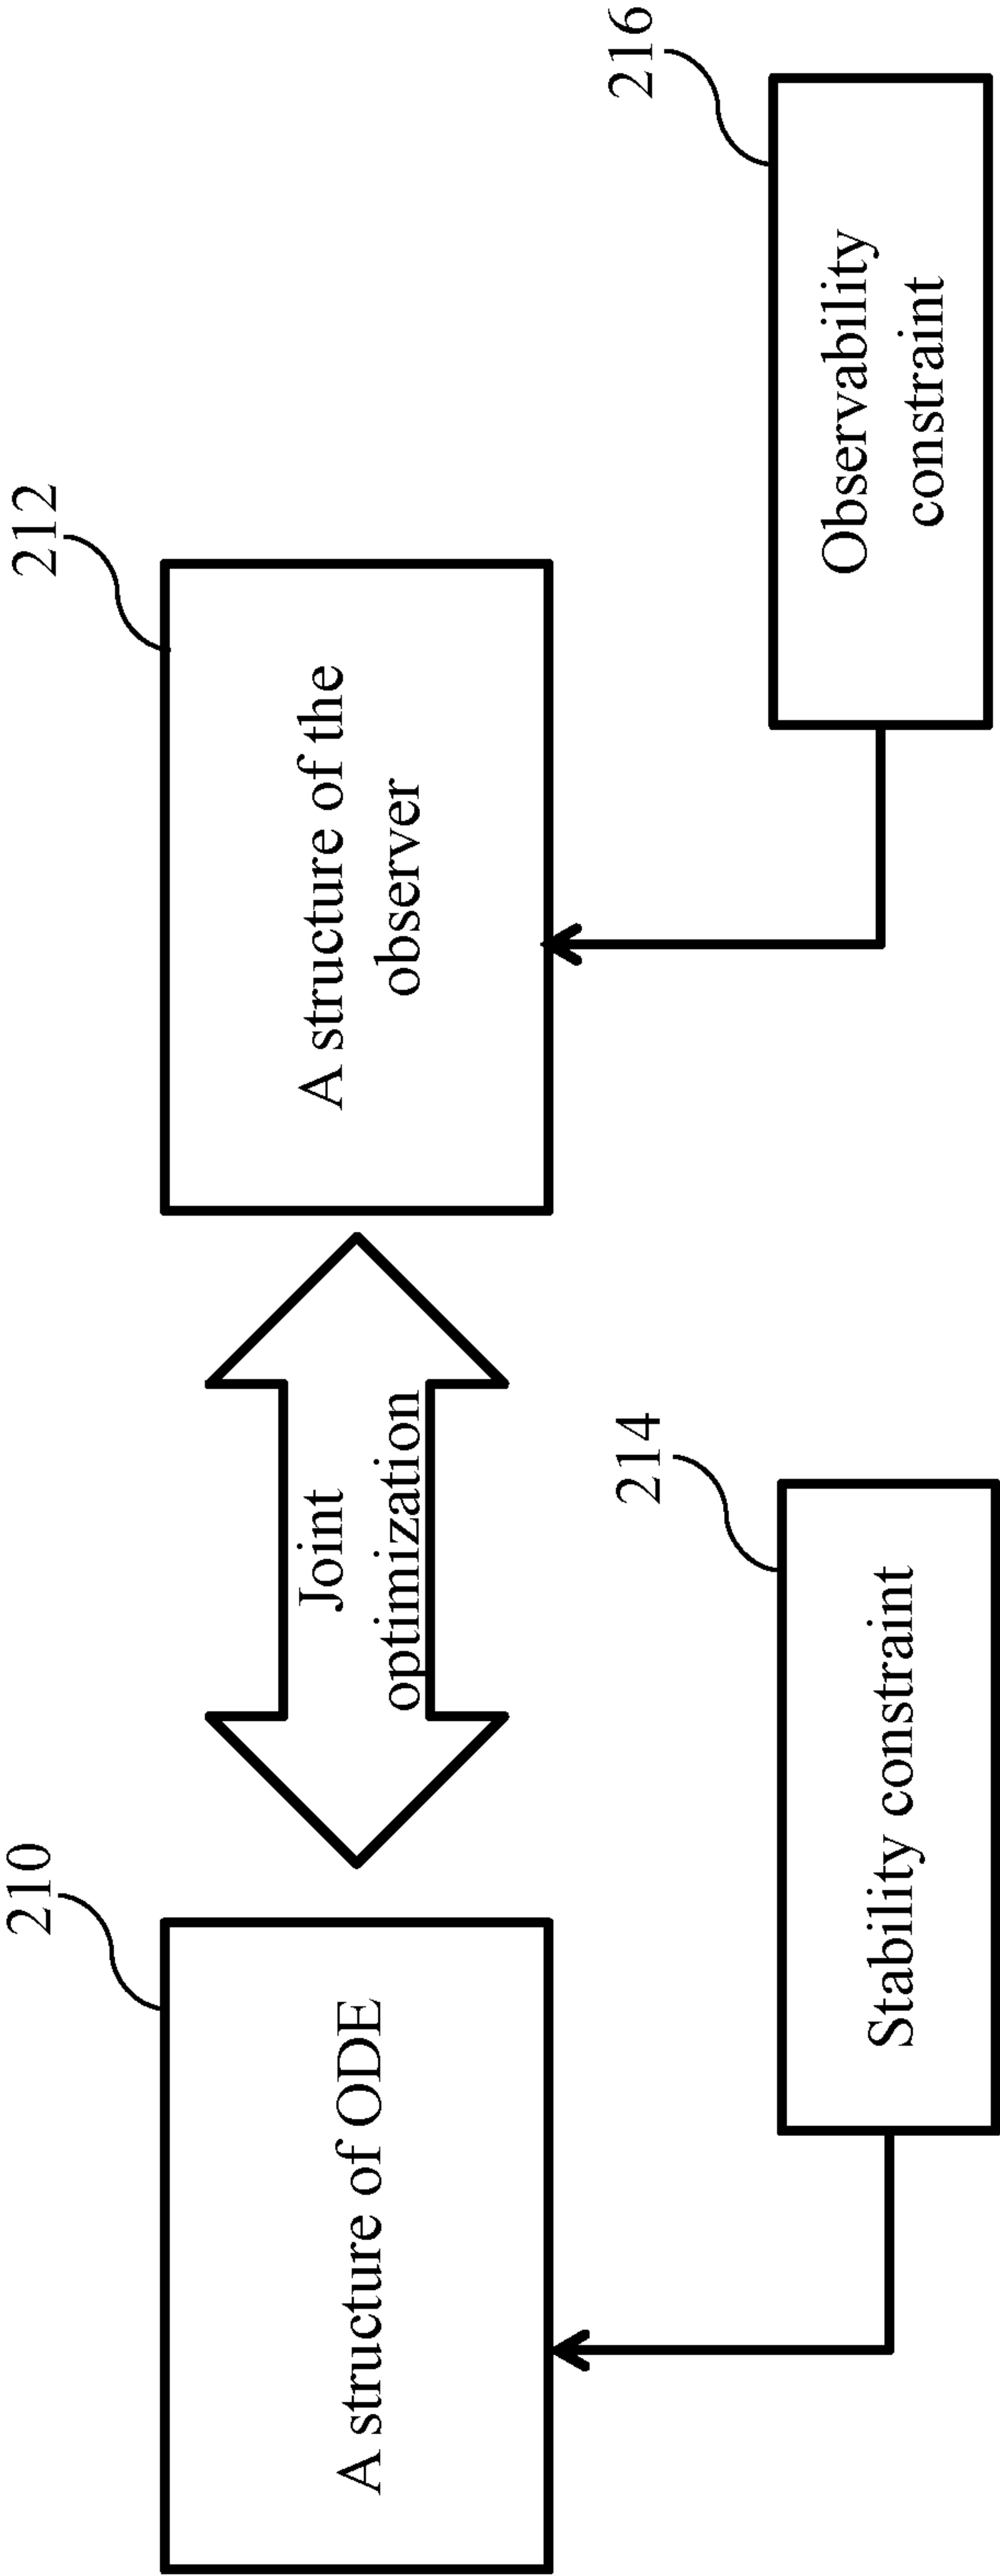 210
A structure of ODE
Joint
optimization
212
A structure of the
observer
214
Stability constraint
216
Observability
constraint